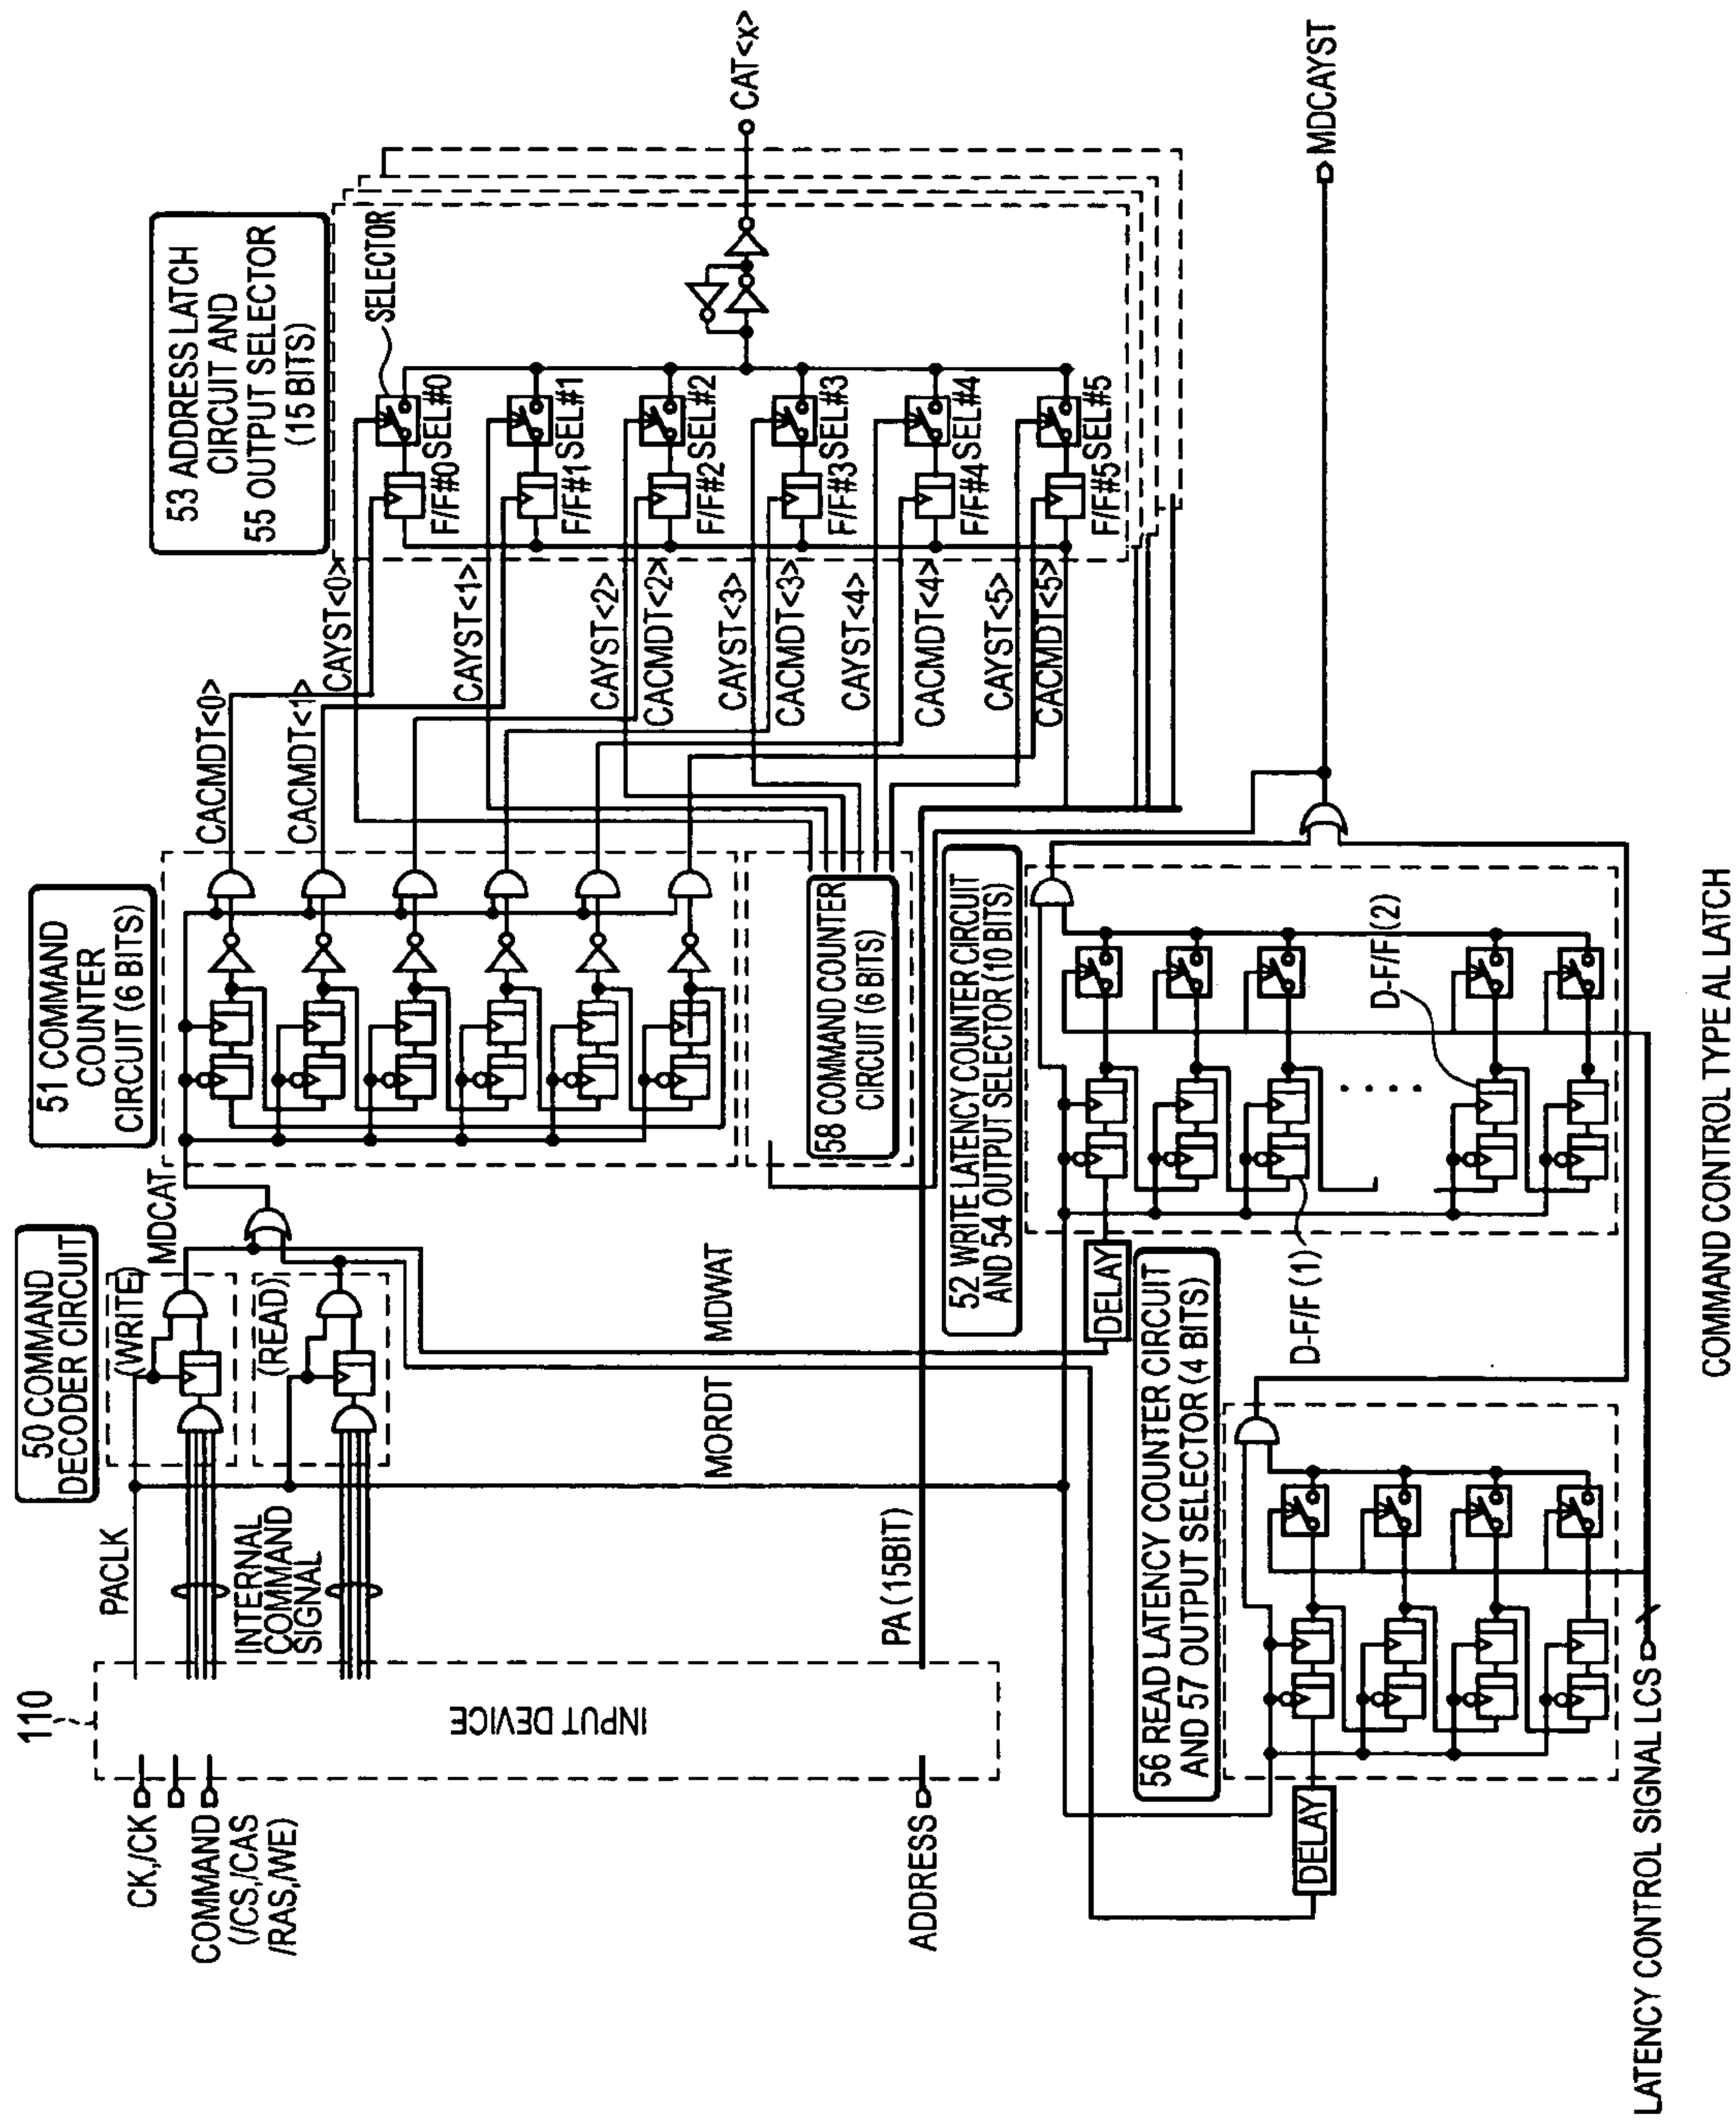 110
CK,/CK
COMMAND
(/CS,/CAS
/RAS,/WE)
ADDRESS
INPUT DEVICE
PACLK
INTERNAL
COMMAND
SIGNAL
PA (15BIT)
50 COMMAND
DECODER CIRCUIT
(WRITE)
(READ)
MDCAT
MDWAT
MORDT
51 COMMAND
COUNTER
CIRCUIT (6 BITS)
58 COMMAND COUNTER
CIRCUIT (6 BITS)
CACMDT<0>
CACMDT<1>
CAYST<0>
CAYST<1>
CAYST<2>
CACMDT<2>
CAYST<3>
CACMDT<3>
CAYST<4>
CACMDT<4>
CAYST<5>
CACMDT<5>
53 ADDRESS LATCH
CIRCUIT AND
55 OUTPUT SELECTOR
(15 BITS)
SELECTOR
F/F#0 SEL#0
F/F#1 SEL#1
F/F#2 SEL#2
F/F#3 SEL#3
F/F#4 SEL#4
F/F#5 SEL#5
CAT<x>
52 WRITE LATENCY COUNTER CIRCUIT
AND 54 OUTPUT SELECTOR (10 BITS)
DELAY
D-F/F (1)
D-F/F (2)
MDCAYST
56 READ LATENCY COUNTER CIRCUIT
AND 57 OUTPUT SELECTOR (4 BITS)
DELAY
LATENCY CONTROL SIGNAL LCS
COMMAND CONTROL TYPE AL LATCH